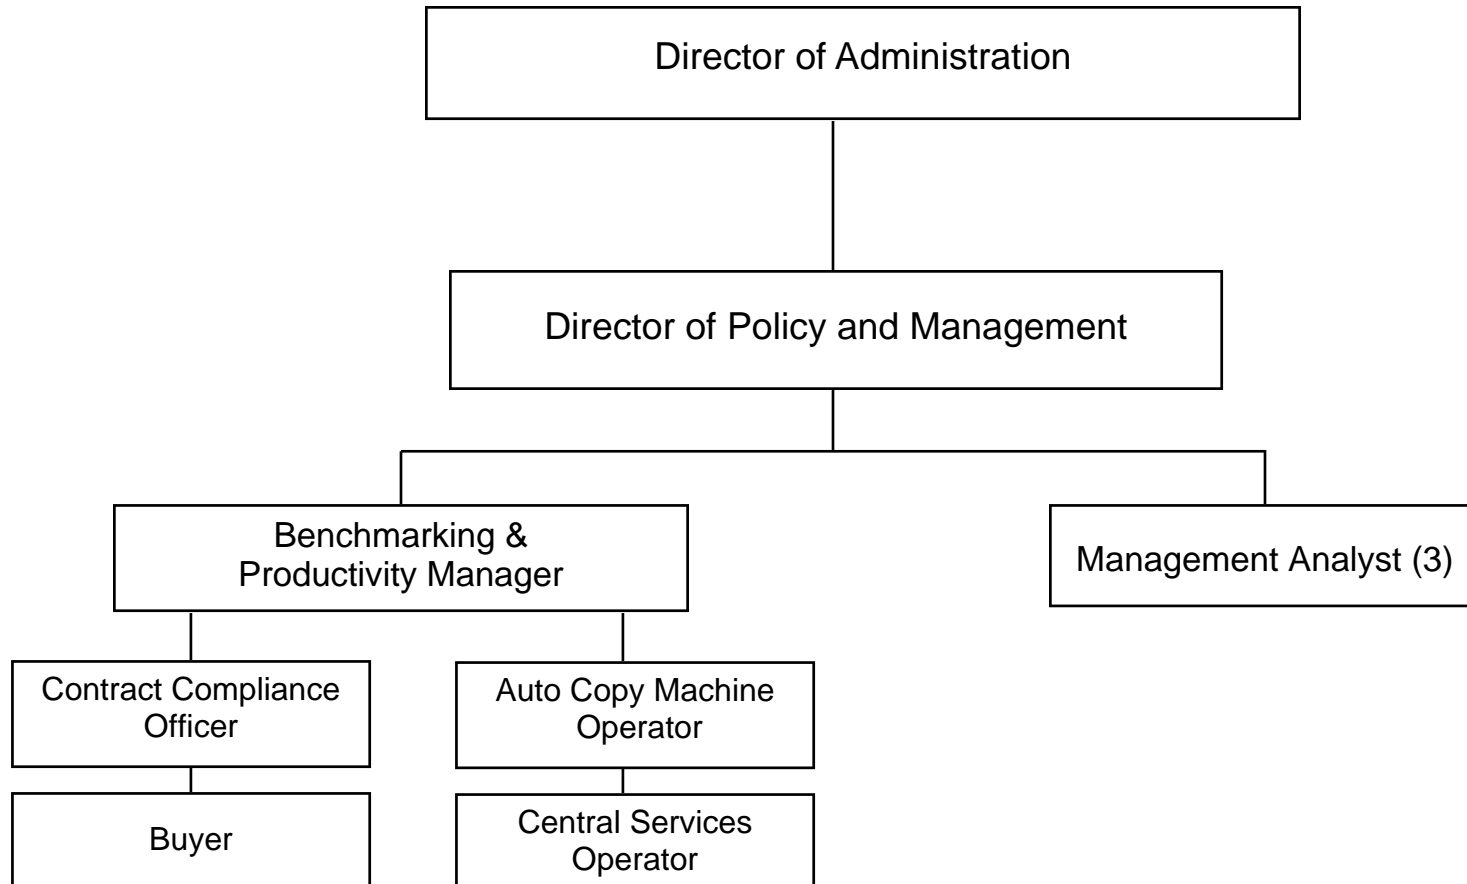 Director of Administration
Director of Policy and Management
Benchmarking &
Productivity Manager
Management Analyst (3)
Contract Compliance
Officer
Auto Copy Machine
Operator
Buyer
Central Services
Operator